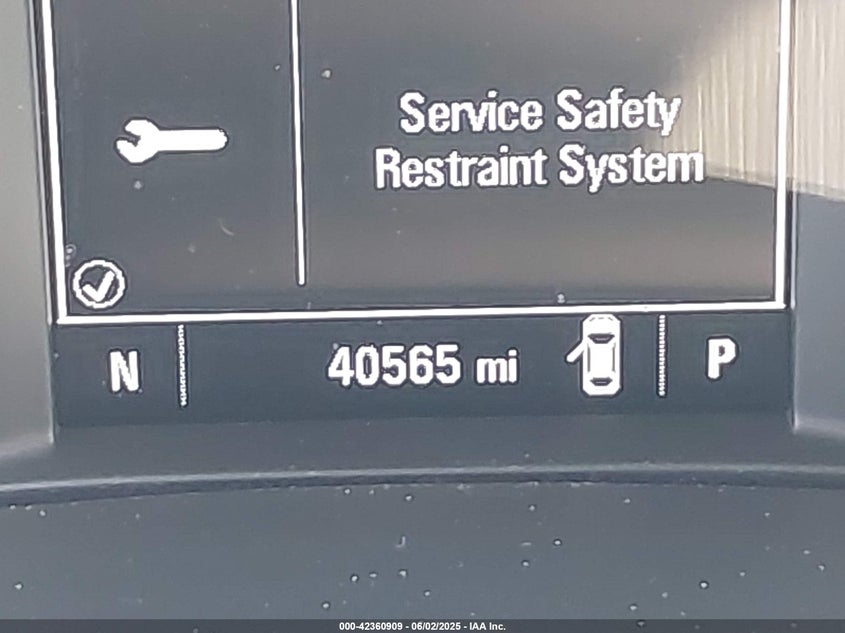 Service Safety
Restraint System
N 40565 mi P
000-42360909 - 06/02/2025 - IAA Inc.